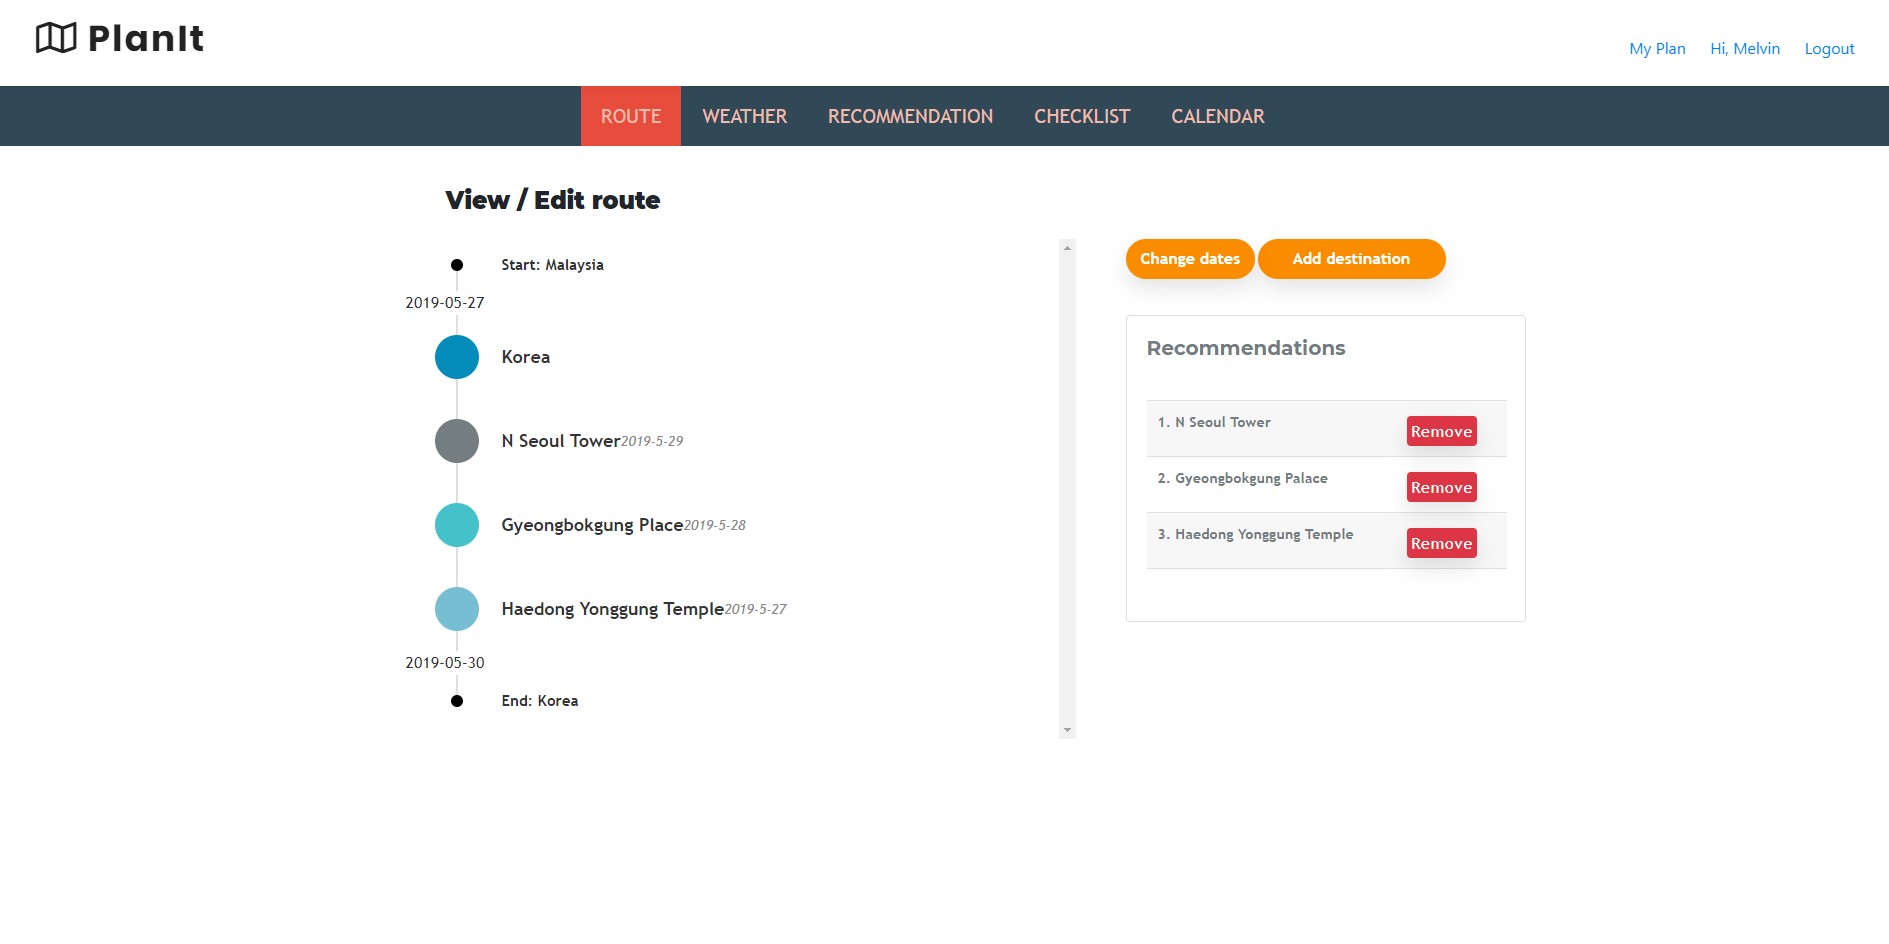 PlanIt
My Plan Hi, Melvin Logout
ROUTE WEATHER RECOMMENDATION CHECKLIST CALENDAR
View / Edit route
Start: Malaysia
2019-05-27
Korea
N Seoul Tower2019-5-29
Gyeongbokgung Place2019-5-28
Haedong Yonggung Temple2019-5-27
2019-05-30
End: Korea
Change dates Add destination
Recommendations
1. N Seoul Tower Remove
2. Gyeongbokgung Palace Remove
3. Haedong Yonggung Temple Remove